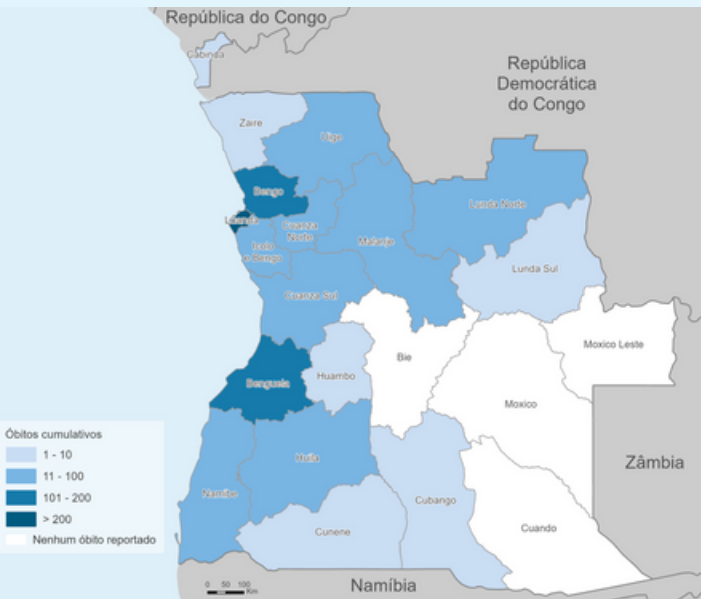 República do Congo
Cabinda
República
Democrática
do Congo
Zaire
Uíge
Bengo
Lunda Norte
Luanda
Cuanza
Norte
Malanje
Icolo
e Bengo
Lunda Sul
Cuanza Sul
Moxico Leste
Bie
Huambo
Benguela
Moxico
Óbitos cumulativos
1 - 10
11 - 100
101 - 200
> 200
Nenhum óbito reportado
Huíla
Zâmbia
Namibe
Cubango
Cuando
Cunene
0 50 100
Km
Namíbia